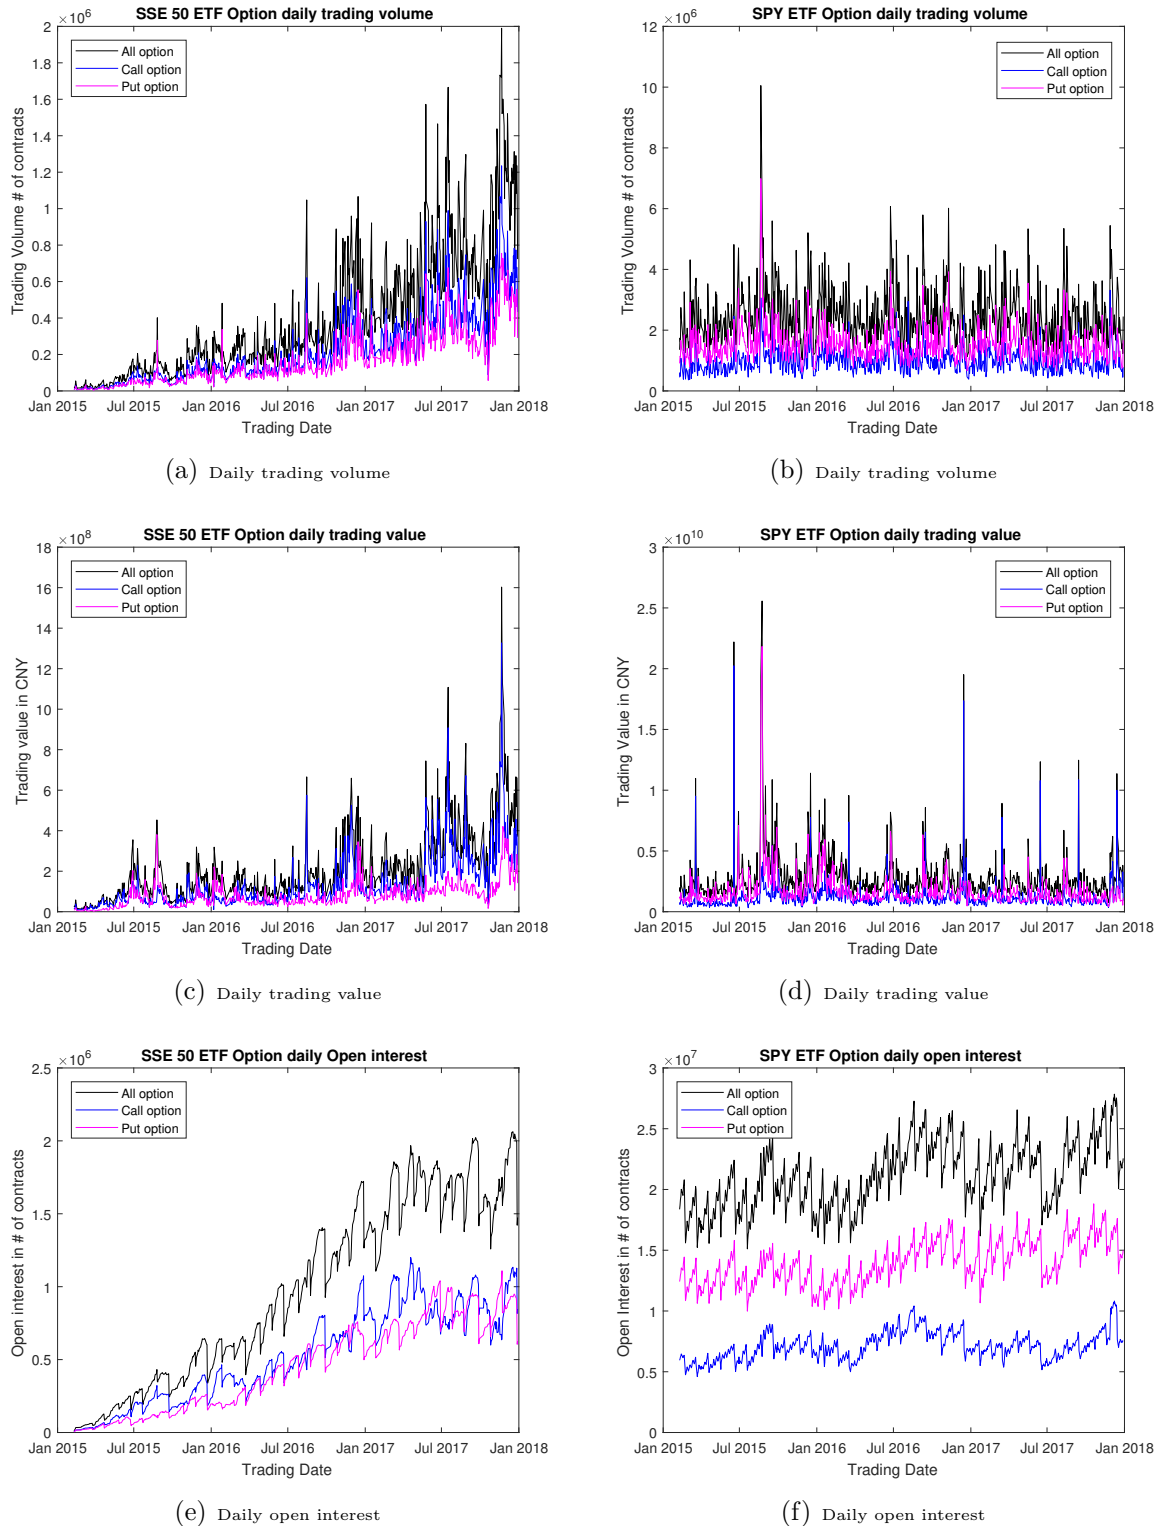 SSE 50 ETF Option daily trading volume
×10^6
2
1.8
1.6
1.4
1.2
1
0.8
0.6
0.4
0.2
0
Trading Volume # of contracts
All option
Call option
Put option
Jan 2015 Jul 2015 Jan 2016 Jul 2016 Jan 2017 Jul 2017 Jan 2018
Trading Date
(a) Daily trading volume
SPY ETF Option daily trading volume
×10^6
12
10
8
6
4
2
0
Trading Volume # of contracts
All option
Call option
Put option
Jan 2015 Jul 2015 Jan 2016 Jul 2016 Jan 2017 Jul 2017 Jan 2018
Trading Date
(b) Daily trading volume
SSE 50 ETF Option daily trading value
×10^8
18
16
14
12
10
8
6
4
2
0
Trading value in CNY
All option
Call option
Put option
Jan 2015 Jul 2015 Jan 2016 Jul 2016 Jan 2017 Jul 2017 Jan 2018
Trading Date
(c) Daily trading value
SPY ETF Option daily trading value
×10^10
3
2.5
2
1.5
1
0.5
0
Trading Value in CNY
All option
Call option
Put option
Jan 2015 Jul 2015 Jan 2016 Jul 2016 Jan 2017 Jul 2017 Jan 2018
Trading Date
(d) Daily trading value
SSE 50 ETF Option daily Open interest
×10^6
2.5
2
1.5
1
0.5
0
Open interest in # of contracts
All option
Call option
Put option
Jan 2015 Jul 2015 Jan 2016 Jul 2016 Jan 2017 Jul 2017 Jan 2018
Trading Date
(e) Daily open interest
SPY ETF Option daily open interest
×10^7
3
2.5
2
1.5
1
0.5
0
Open Interest in # of contracts
All option
Call option
Put option
Jan 2015 Jul 2015 Jan 2016 Jul 2016 Jan 2017 Jul 2017 Jan 2018
Trading Date
(f) Daily open interest